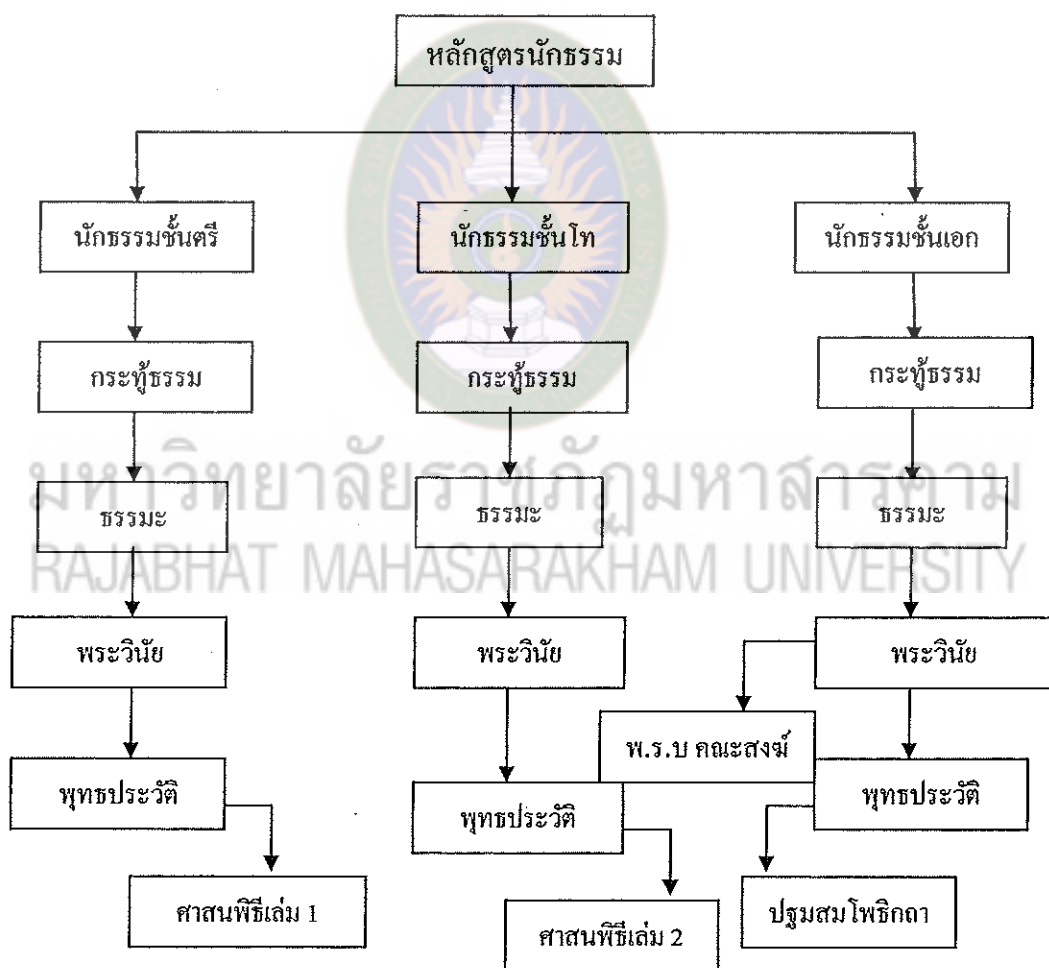 หลักสูตรนักธรรม
นักธรรมชั้นตรี
นักธรรมชั้นโท
นักธรรมชั้นเอก
กระทู้ธรรม
กระทู้ธรรม
กระทู้ธรรม
มหาวิทยาลัยราชภัฏมหาสารคาม
ธรรมะ
ธรรมะ
ธรรมะ
RAJABHAT MAHASARAKHAM UNIVERSITY
พระวินัย
พระวินัย
พระวินัย
พ.ร.บ คณะสงฆ์
พุทธประวัติ
พุทธประวัติ
พุทธประวัติ
ศาสนพิธีเล่ม 1
ศาสนพิธีเล่ม 2
ปฐมสมโพธิกถา